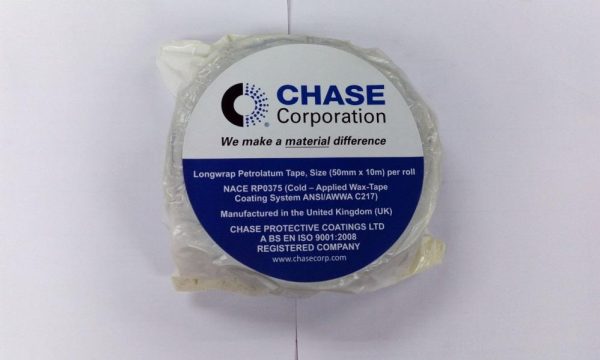 CHASE
Corporation
We make a material difference
Longwrap Petrolatum Tape, Size (50mm x 10m) per roll
NACE RP0375 (Cold – Applied Wax-Tape
Coating System ANSI/AWWA C217)
Manufactured in the United Kingdom (UK)
CHASE PROTECTIVE COATINGS LTD
A BS EN ISO 9001:2008
REGISTERED COMPANY
www.chasecorp.com